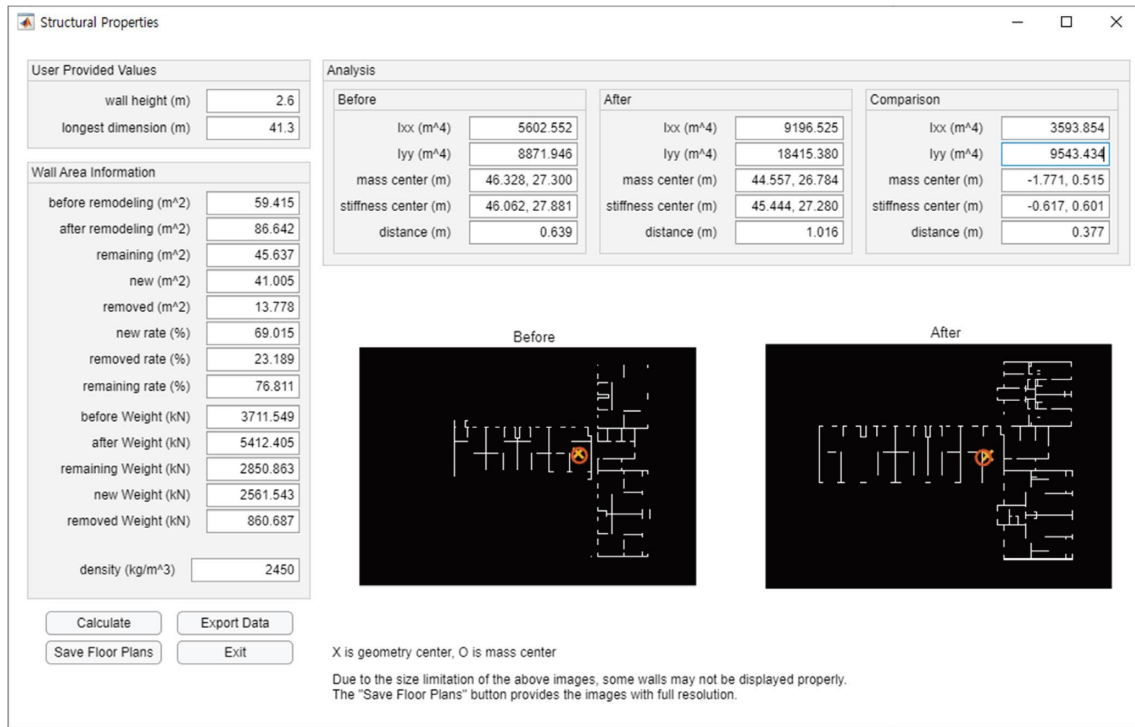 Structural Properties
User Provided Values
wall height (m) 2.6
longest dimension (m) 41.3
Wall Area Information
before remodeling (m^2) 59.415
after remodeling (m^2) 86.642
remaining (m^2) 45.637
new (m^2) 41.005
removed (m^2) 13.778
new rate (%) 69.015
removed rate (%) 23.189
remaining rate (%) 76.811
before Weight (kN) 3711.549
after Weight (kN) 5412.405
remaining Weight (kN) 2850.863
new Weight (kN) 2561.543
removed Weight (kN) 860.687
density (kg/m^3) 2450
Calculate Export Data
Save Floor Plans Exit
Analysis
Before
Ixx (m^4) 5602.552
Iyy (m^4) 8871.946
mass center (m) 46.328, 27.300
stiffness center (m) 46.062, 27.881
distance (m) 0.639
After
Ixx (m^4) 9196.525
Iyy (m^4) 18415.380
mass center (m) 44.557, 26.784
stiffness center (m) 45.444, 27.280
distance (m) 1.016
Comparison
Ixx (m^4) 3593.854
Iyy (m^4) 9543.434
mass center (m) -1.771, 0.515
stiffness center (m) -0.617, 0.601
distance (m) 0.377
Before
After
X is geometry center, O is mass center
Due to the size limitation of the above images, some walls may not be displayed properly.
The "Save Floor Plans" button provides the images with full resolution.